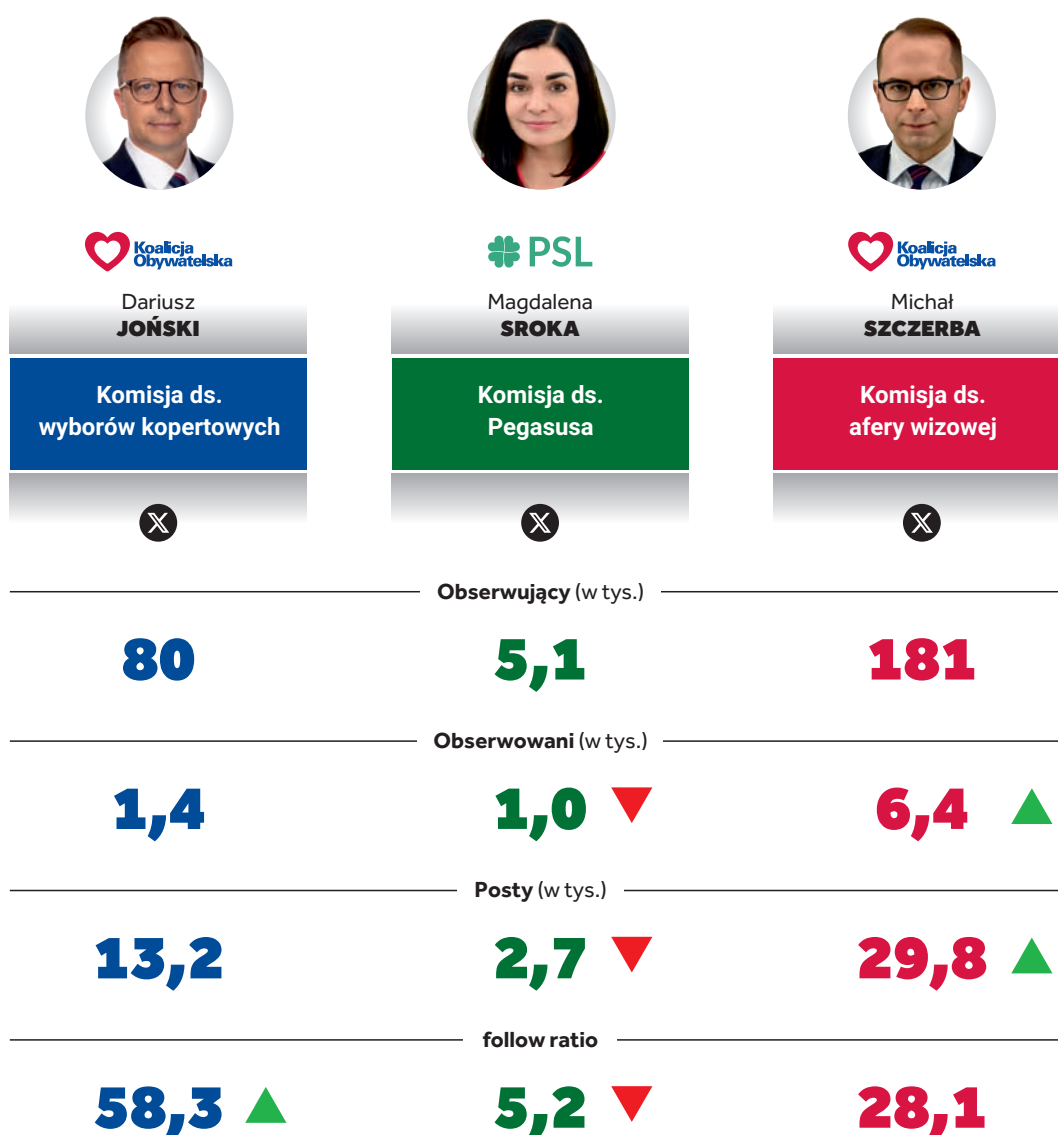 Koalicja
Obywatelska
PSL
Koalicja
Obywatelska
Dariusz
JOŃSKI
Magdalena
SROKA
Michał
SZCZERBA
Komisja ds.
wyborów kopertowych
Komisja ds.
Pegasusa
Komisja ds.
afery wizowej
X
X
X
Obserwujący (w tys.)
80
5,1
181
Obserwowani (w tys.)
1,4
1,0
6,4
Posty (w tys.)
13,2
2,7
29,8
follow ratio
58,3
5,2
28,1